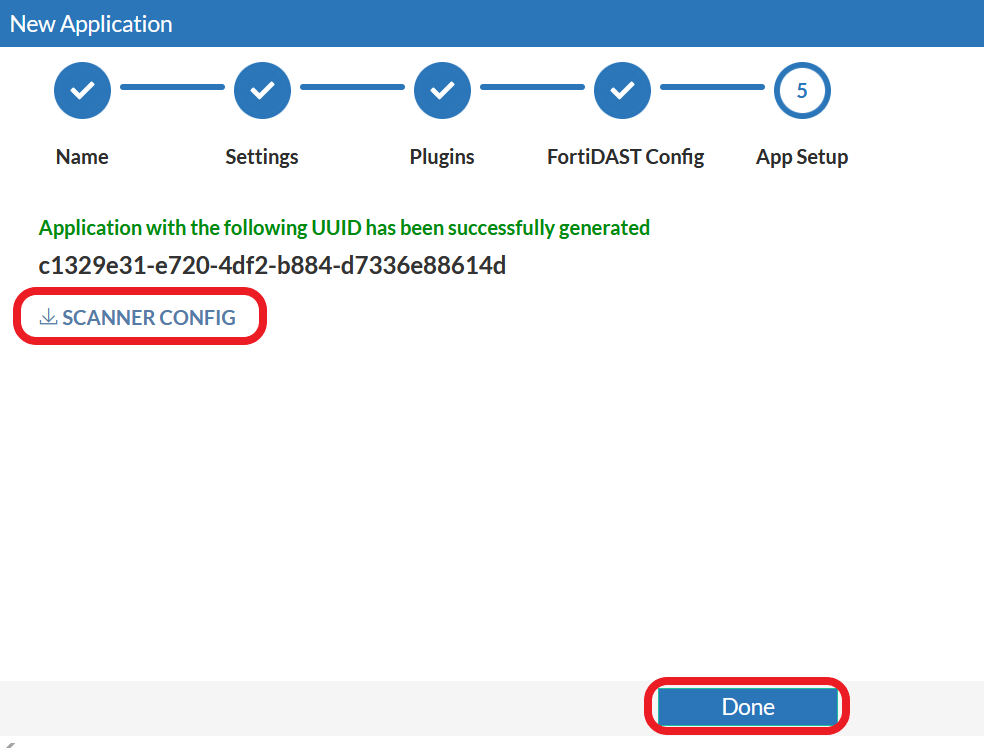 New Application
5
Name Settings Plugins FortiDAST Config App Setup
Application with the following UUID has been successfully generated
c1329e31-e720-4df2-b884-d7336e88614d
SCANNER CONFIG
Done